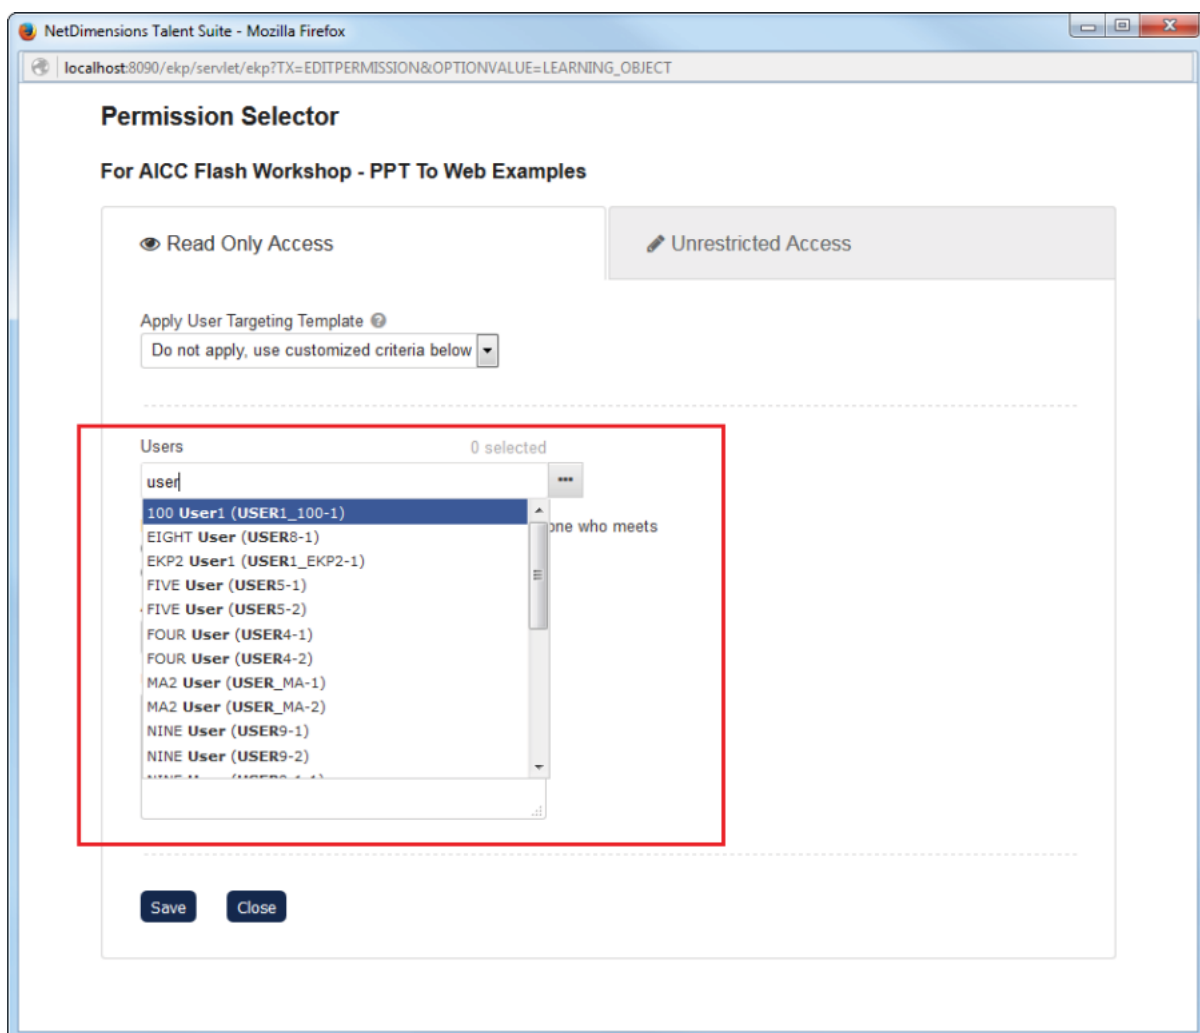 NetDimensions Talent Suite - Mozilla Firefox
localhost:8090/ekp/servlet/ekp?TX=EDITPERMISSION&OPTIONVALUE=LEARNING_OBJECT
Permission Selector
For AICC Flash Workshop - PPT To Web Examples
Read Only Access
Unrestricted Access
Apply User Targeting Template
Do not apply, use customized criteria below
Users 0 selected
user
100 User1 (USER1_100-1)
who meets
EIGHT User (USER8-1)
EKP2 User1 (USER1_EKP2-1)
FIVE User (USER5-1)
FIVE User (USER5-2)
FOUR User (USER4-1)
FOUR User (USER4-2)
MA2 User (USER_MA-1)
MA2 User (USER_MA-2)
NINE User (USER9-1)
NINE User (USER9-2)
Save Close